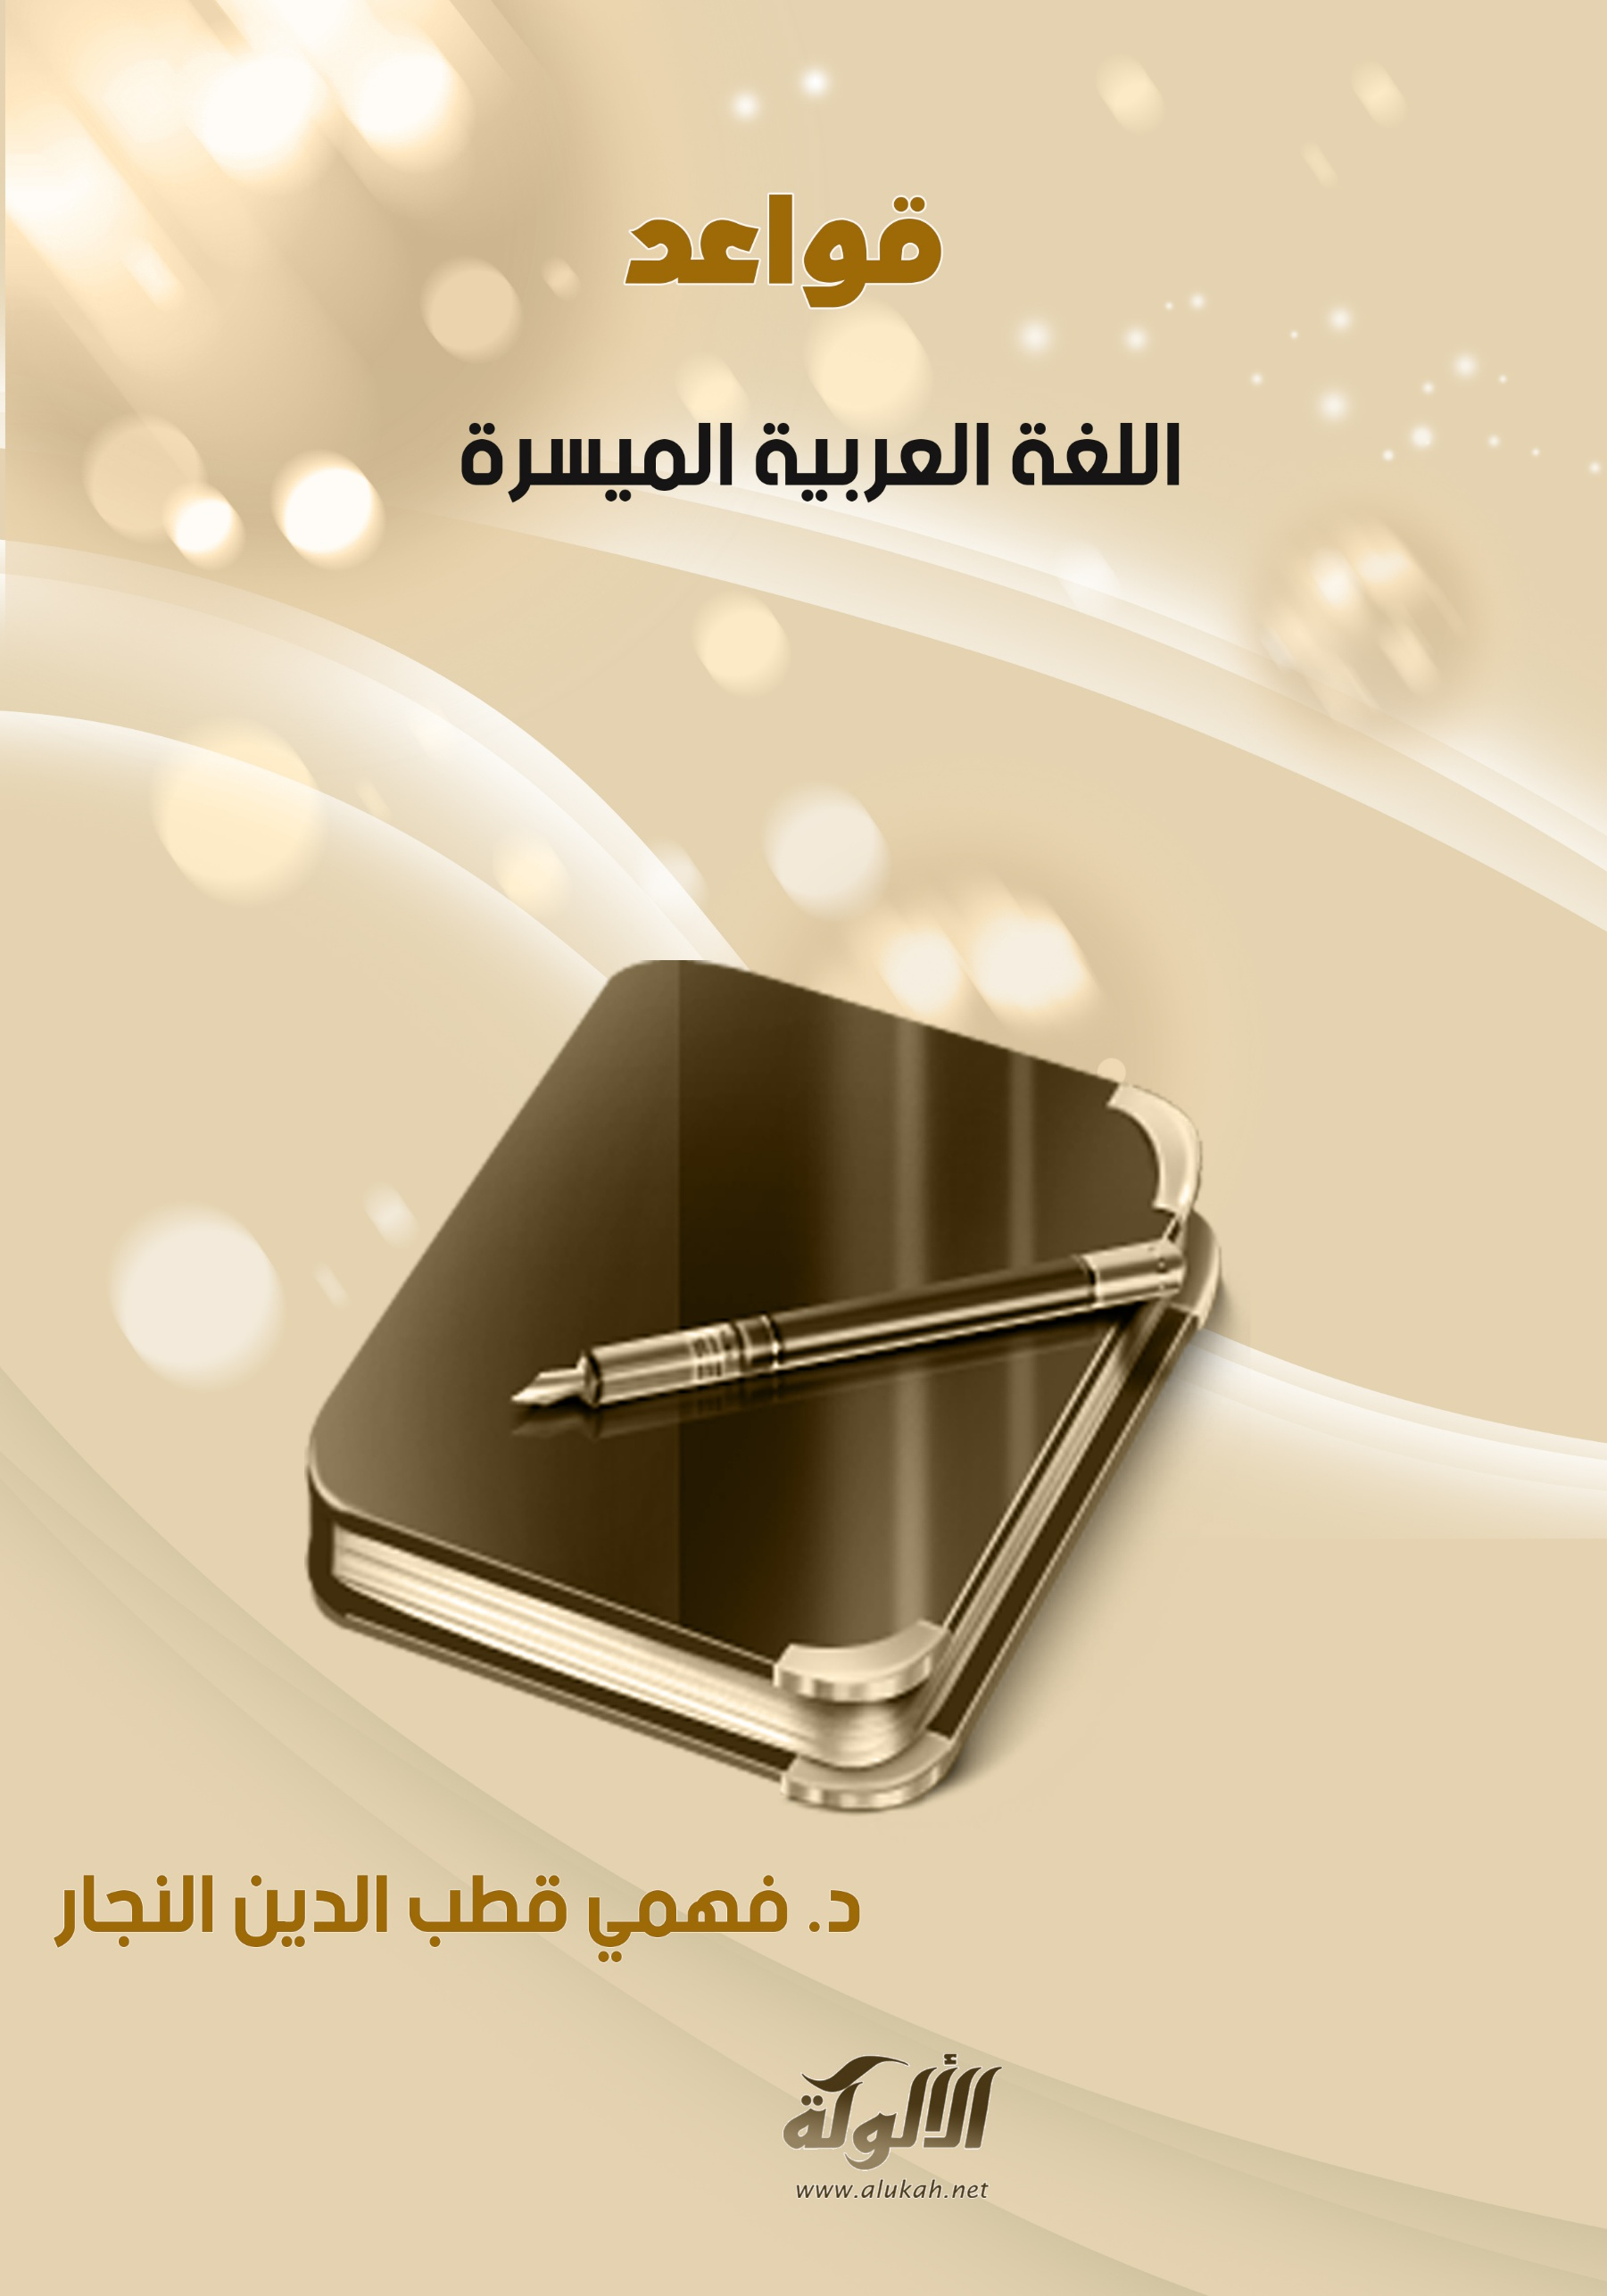 قواعد
اللغة العربية الميسرة
د. فهمي قطب الدين النجار
الألوكة
www.alukah.net